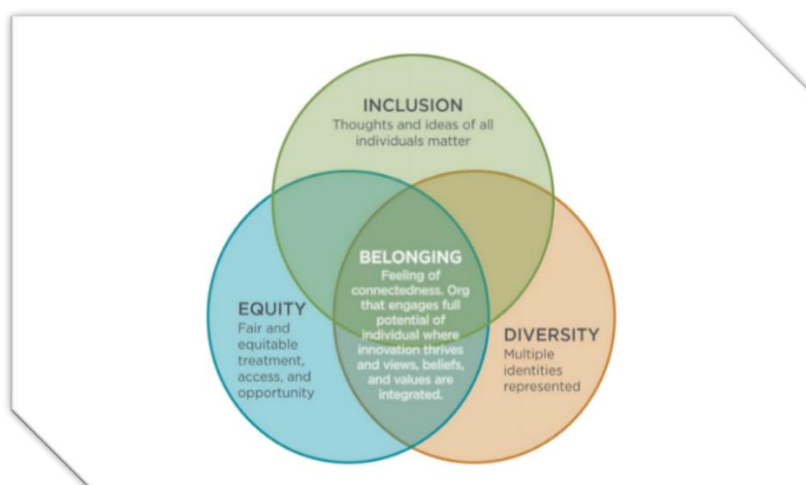 INCLUSION
Thoughts and ideas of all
individuals matter
BELONGING
Feeling of
connectedness. Org
that engages full
potential of
individual where
innovation thrives
and views, beliefs,
and values are
integrated.
EQUITY
Fair and
equitable
treatment,
access, and
opportunity
DIVERSITY
Multiple
identities
represented